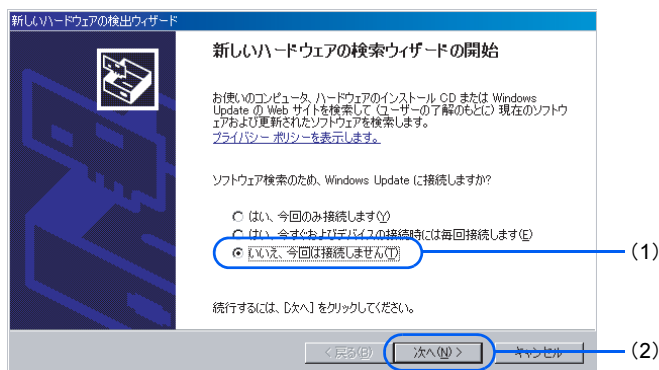 新しいハードウェアの検出ウィザード
新しいハードウェアの検索ウィザードの開始
お使いのコンピュータ、ハードウェアのインストール CD または Windows
Update の Web サイトを検索して (ユーザーの了解のもとに) 現在のソフトウ
ェアおよび更新されたソフトウェアを検索します。
プライバシー ポリシーを表示します。
ソフトウェア検索のため、Windows Update に接続しますか?
はい、今回のみ接続します(Y)
はい、今すぐおよびデバイスの接続時には毎回接続します(E)
いいえ、今回は接続しません(T)
(1)
続行するには、[次へ] をクリックしてください。
< 戻る(B)
次へ(N) >
キャンセル
(2)